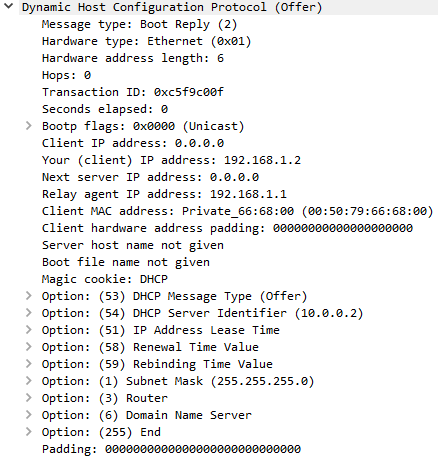 Dynamic Host Configuration Protocol (Offer)
Message type: Boot Reply (2)
Hardware type: Ethernet (0x01)
Hardware address length: 6
Hops: 0
Transaction ID: 0xc5f9c00f
Seconds elapsed: 0
Bootp flags: 0x0000 (Unicast)
Client IP address: 0.0.0.0
Your (client) IP address: 192.168.1.2
Next server IP address: 0.0.0.0
Relay agent IP address: 192.168.1.1
Client MAC address: Private_66:68:00 (00:50:79:66:68:00)
Client hardware address padding: 00000000000000000000
Server host name not given
Boot file name not given
Magic cookie: DHCP
Option: (53) DHCP Message Type (Offer)
Option: (54) DHCP Server Identifier (10.0.0.2)
Option: (51) IP Address Lease Time
Option: (58) Renewal Time Value
Option: (59) Rebinding Time Value
Option: (1) Subnet Mask (255.255.255.0)
Option: (3) Router
Option: (6) Domain Name Server
Option: (255) End
Padding: 0000000000000000000000000000